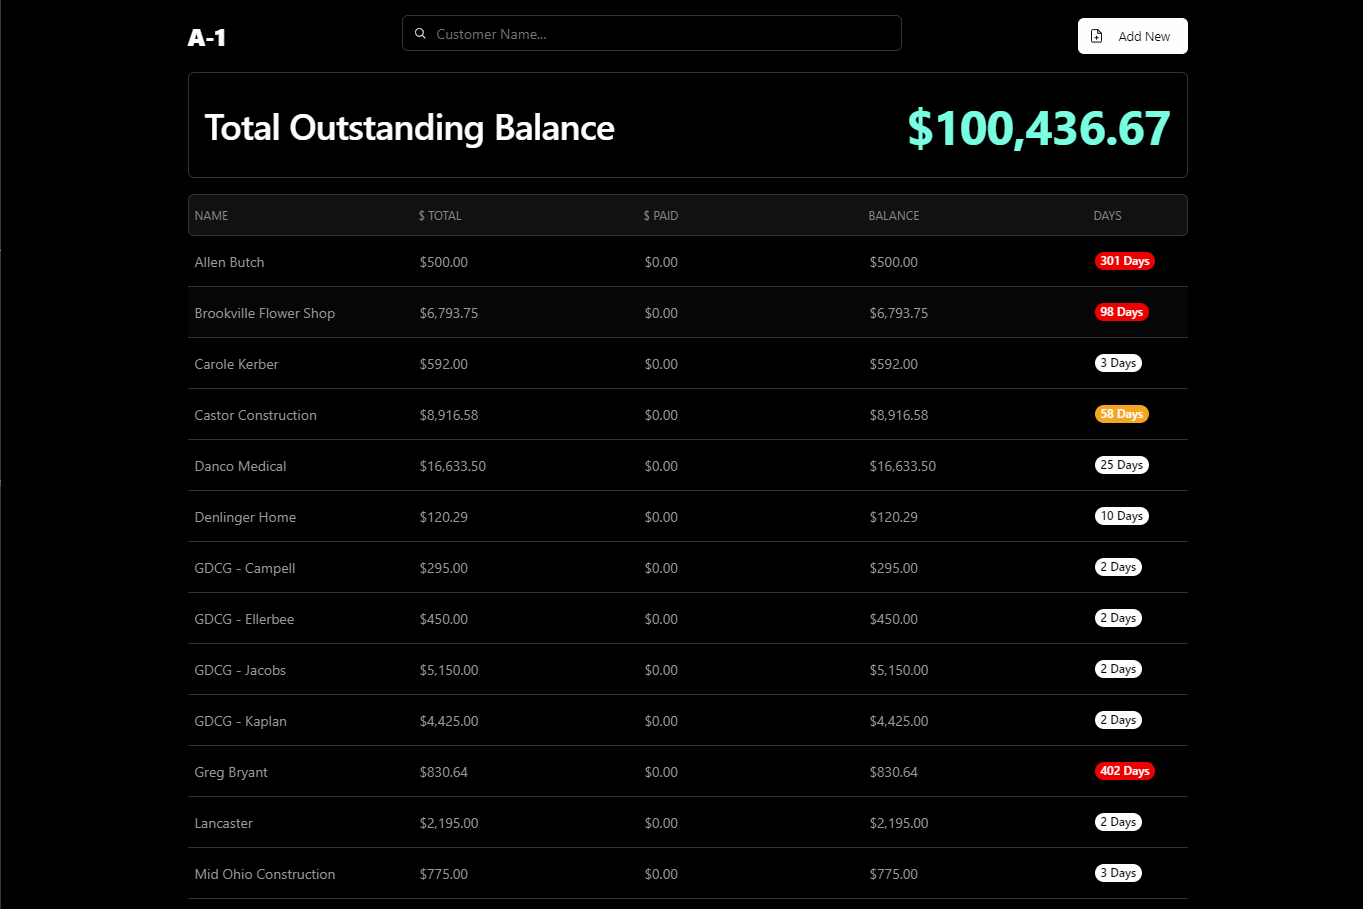 A-1 Customer Name... Add New
Total Outstanding Balance $100,436.67
NAME $ TOTAL $ PAID BALANCE DAYS
Allen Butch $500.00 $0.00 $500.00 301 Days
Brookville Flower Shop $6,793.75 $0.00 $6,793.75 98 Days
Carole Kerber $592.00 $0.00 $592.00 3 Days
Castor Construction $8,916.58 $0.00 $8,916.58 58 Days
Danco Medical $16,633.50 $0.00 $16,633.50 25 Days
Denlinger Home $120.29 $0.00 $120.29 10 Days
GDCG - Campell $295.00 $0.00 $295.00 2 Days
GDCG - Ellerbee $450.00 $0.00 $450.00 2 Days
GDCG - Jacobs $5,150.00 $0.00 $5,150.00 2 Days
GDCG - Kaplan $4,425.00 $0.00 $4,425.00 2 Days
Greg Bryant $830.64 $0.00 $830.64 402 Days
Lancaster $2,195.00 $0.00 $2,195.00 2 Days
Mid Ohio Construction $775.00 $0.00 $775.00 3 Days